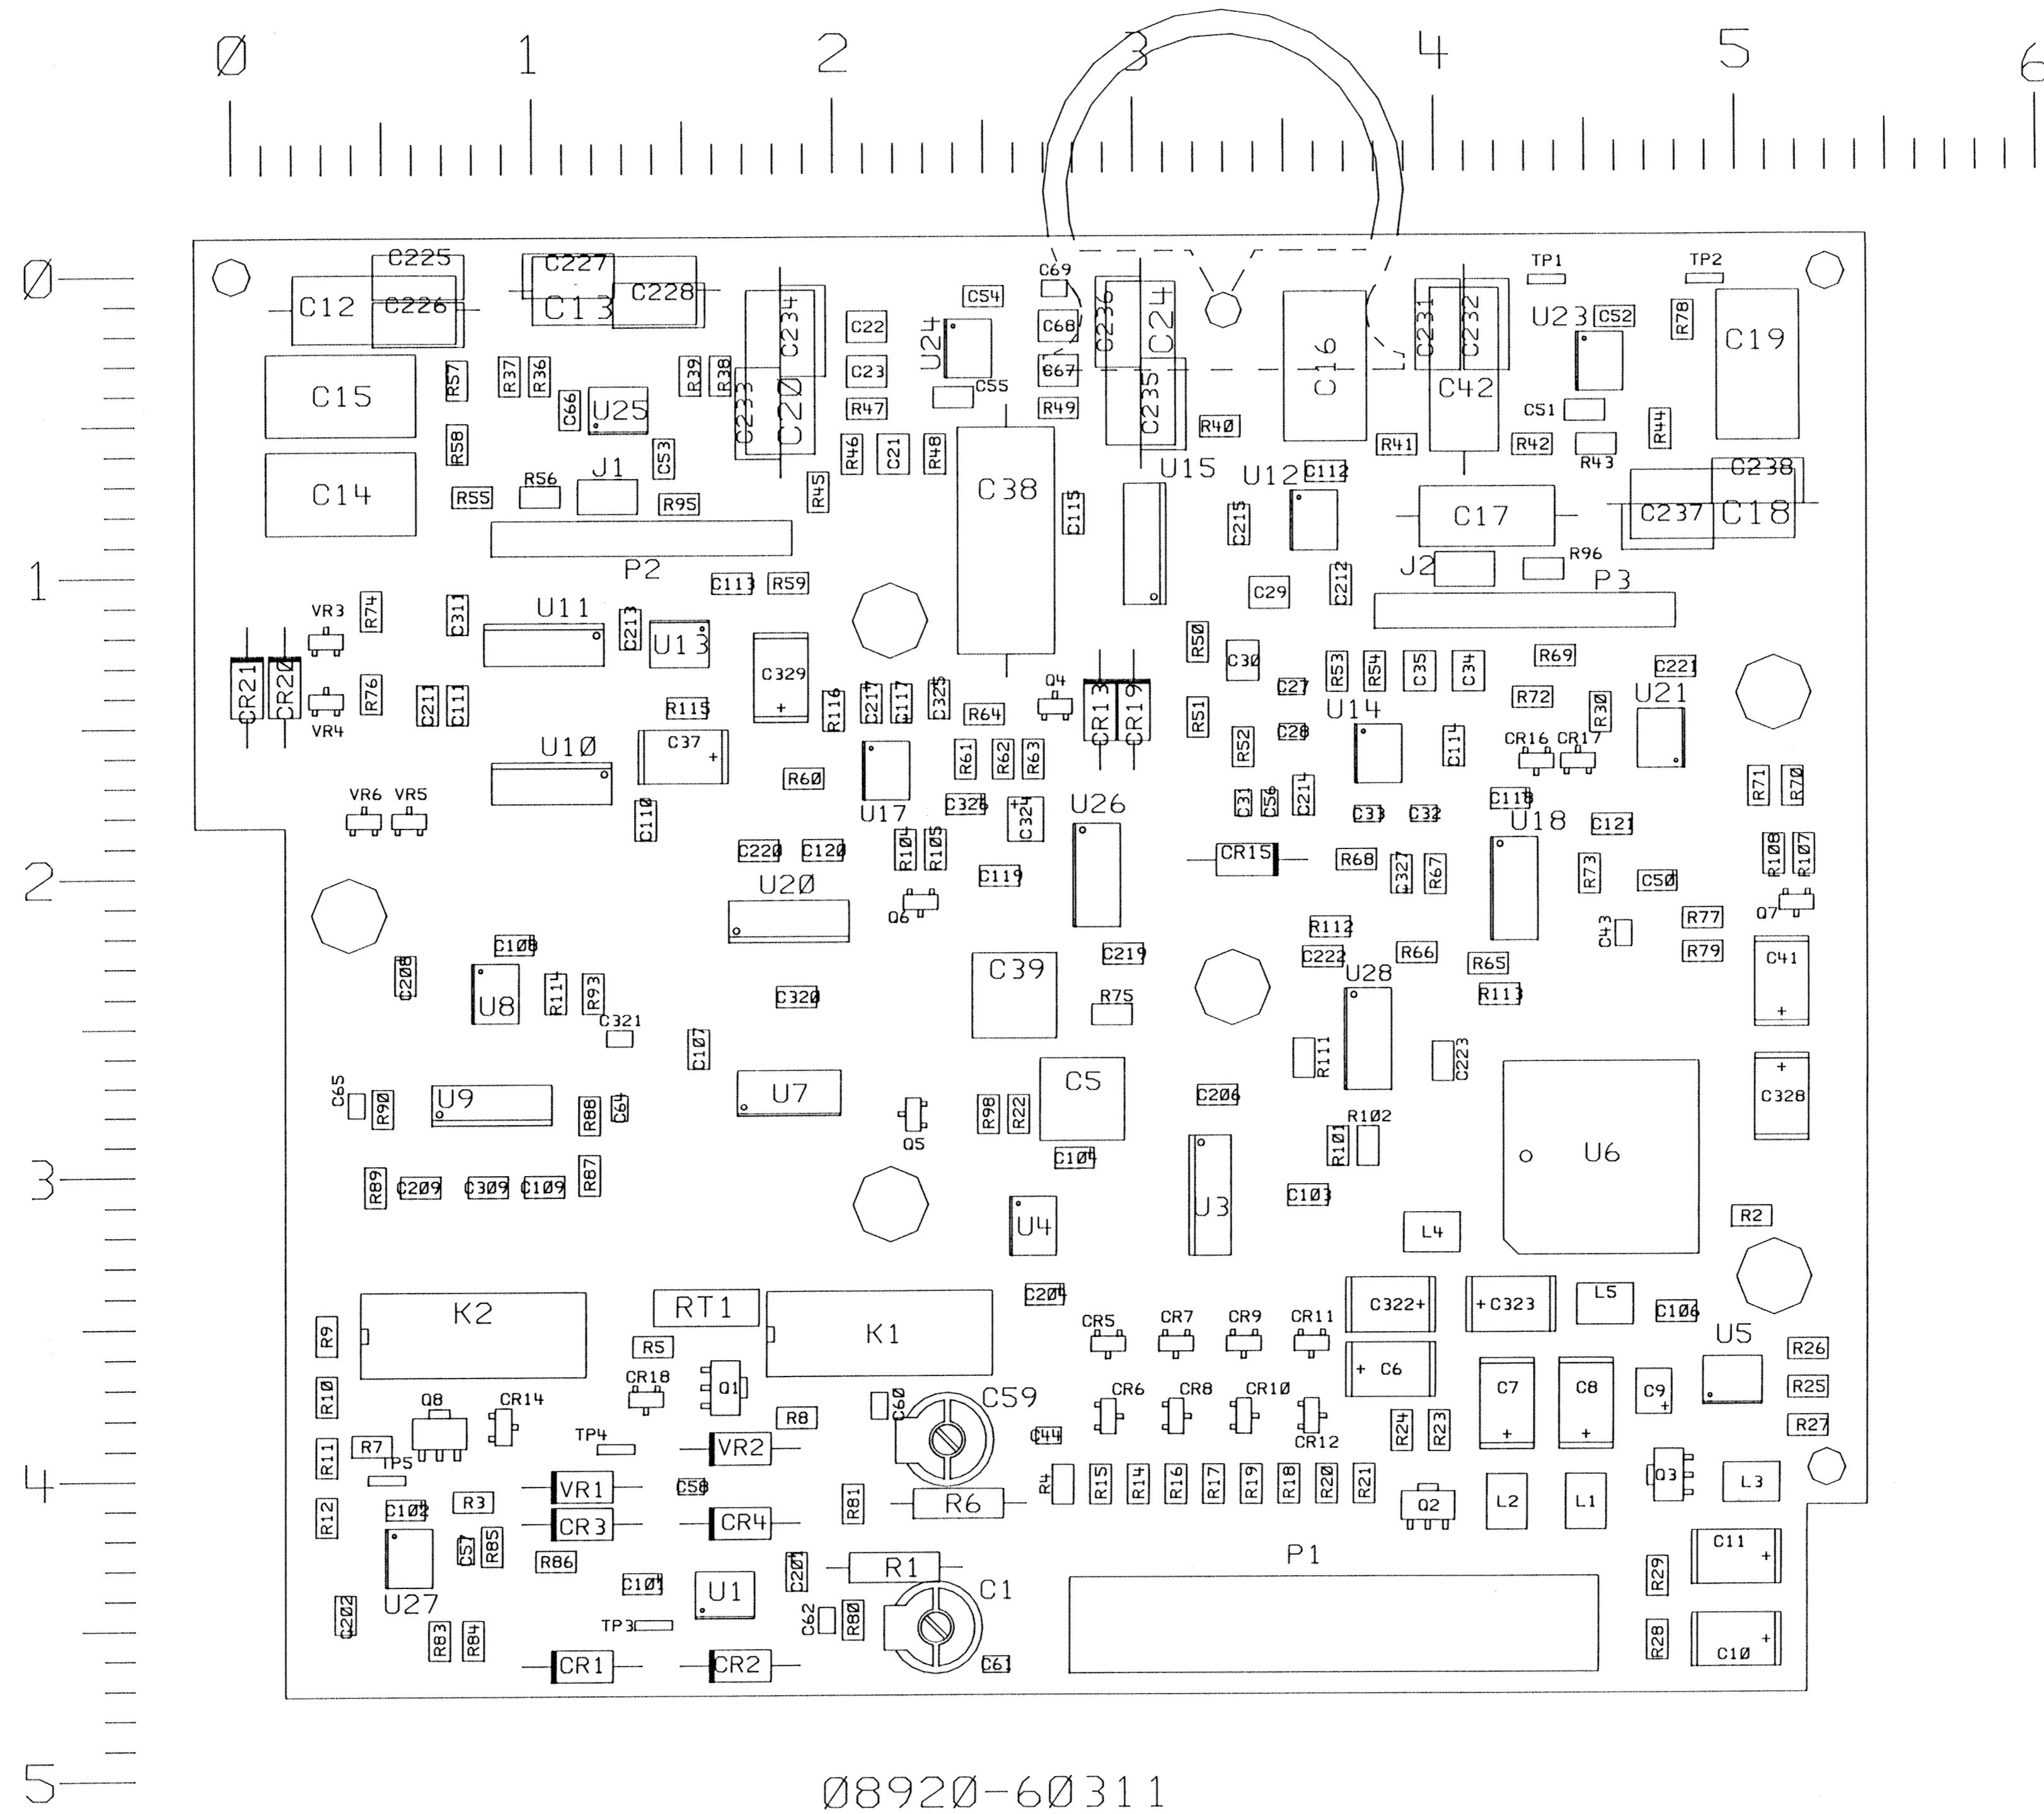 0 1 2 3 4 5 6
0
C225 C227 C69 TP1 TP2
C12 C226 C13 C228 C234 C54 C236 C24 C231 C232 U23 C52 R78 C19
C22 U24 C68
C15 R57 R37 R36 R39 R38 C23 C67 C16 C42
C66 U25 C233 C20 R47 C55 R49 C235 R40 C51 R44
R58 C53 R46 C21 R48 R41 R42 R43
J1 U15 U12 C112 C238
C14 R55 R56 R95 R45 C38 C115 C215 C17 C237 C18
P2 J2 R96 P3
1
C113 R59 C29 C212
VR3 R74 C311 U11 C213 U13 R50
CR21 CR20 C329 C30 R53 R54 C35 C34 R69 C221
VR4 R76 C211 C111 R115 R116 C217 C117 C325 R64 Q4 CR13 CR19 R51 C27 U14 R72 R30 U21
+
U10 C37 + R61 R62 R63 R52 C28 C114 CR16 CR17
R60 R71 R70
VR6 VR5 C110 U17 C326 + C324 U26 C31 C56 C214 C33 C32 C118 U18 C121
C220 C120 R104 R105 CR15 R68 C327 R67 R73 R108 R107
2
U20 C119 C50
Q6 R112 C43 R77 Q7
C108 C219 C222 R66 R65 R79 C41
C208 U8 R114 R93 C320 C39 R75 U28 R113 +
C321 C107 R111 C223 +
C65 R90 U9 R88 C64 U7 C5 C206 C328
Q5 R98 R22 R101 R102
C104 U6
3
R89 C209 C309 C109 R87 C103
U4 U3 L4 R2
K2 RT1 K1 C204 C322 + + C323 L5 C106
R9 R5 CR5 CR7 CR9 CR11 U5 R26
R10 Q8 CR14 CR18 Q1 R8 C60 C59 CR6 CR8 CR10 + C6 C7 C8 C9 + R25
R11 R7 TP5 TP4 VR2 C44 CR12 R24 R23 + + R27
4
R12 C102 R3 VR1 C58 R81 R6 R4 R15 R14 R16 R17 R19 R18 R20 R21 Q2 L2 L1 Q3 L3
C57 R85 CR3 CR4
R86 R1 P1 R29 C11 +
C101 U1 C201 C1
C202 U27 TP3 C62 R80
R83 R84 CR1 CR2 C61 R28 C10 +
5
08920-60311